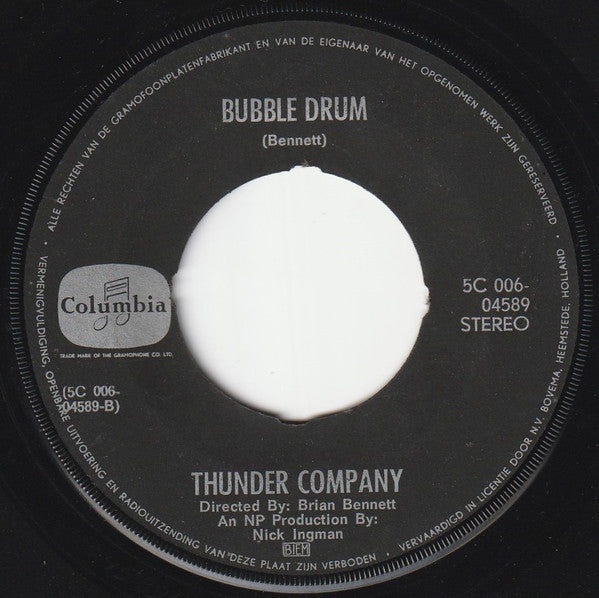 ALLE RECHTEN VAN DE GRAMOFOONPLATENFABRIKANT EN VAN DE EIGENAAR VAN HET OPGENOMEN WERK ZIJN GERESERVEERD
BUBBLE DRUM
(Bennett)
Columbia
TRADE MARK OF THE GRAMOPHONE CO. LTD.
(5C 006-
04589-B)
5C 006-
04589
STEREO
THUNDER COMPANY
Directed By: Brian Bennett
An NP Production By:
Nick Ingman
BIEM
VERMENIGVULDIGING, OPENBARE UITVOERING EN RADIOUITZENDING VAN DEZE PLAAT ZIJN VERBODEN
VERVAARDIGD IN LICENTIE DOOR N.V. BOVEMA, HEEMSTEDE, HOLLAND